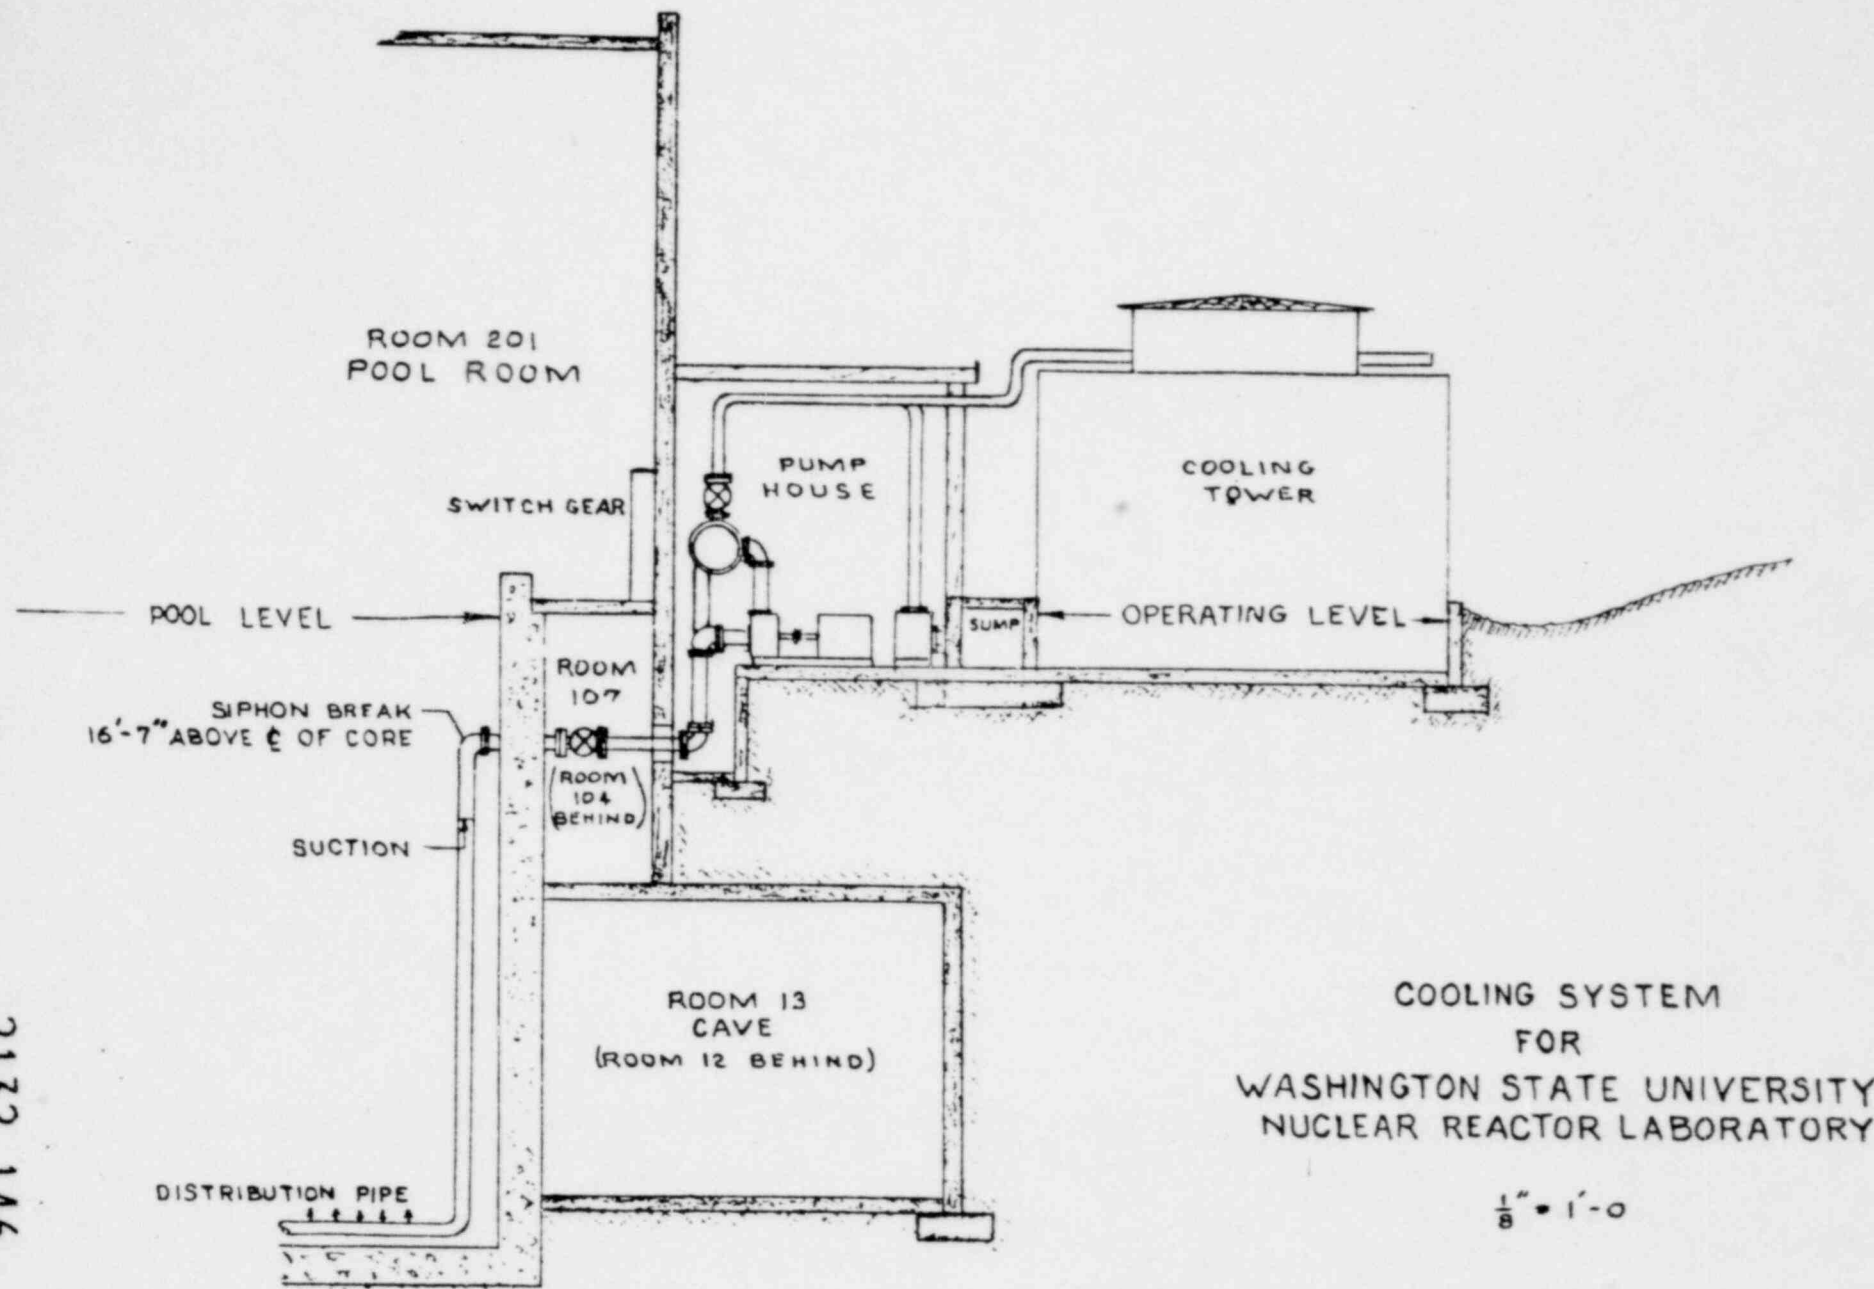 ROOM 201
POOL ROOM
SWITCH GEAR
PUMP
HOUSE
COOLING
TOWER
POOL LEVEL
SUMP
OPERATING LEVEL
ROOM
107
SIPHON BREAK
16'-7" ABOVE ℄ OF CORE
(ROOM
104
BEHIND)
SUCTION
ROOM 13
CAVE
(ROOM 12 BEHIND)
DISTRIBUTION PIPE
COOLING SYSTEM
FOR
WASHINGTON STATE UNIVERSITY
NUCLEAR REACTOR LABORATORY
1/8" = 1'-0